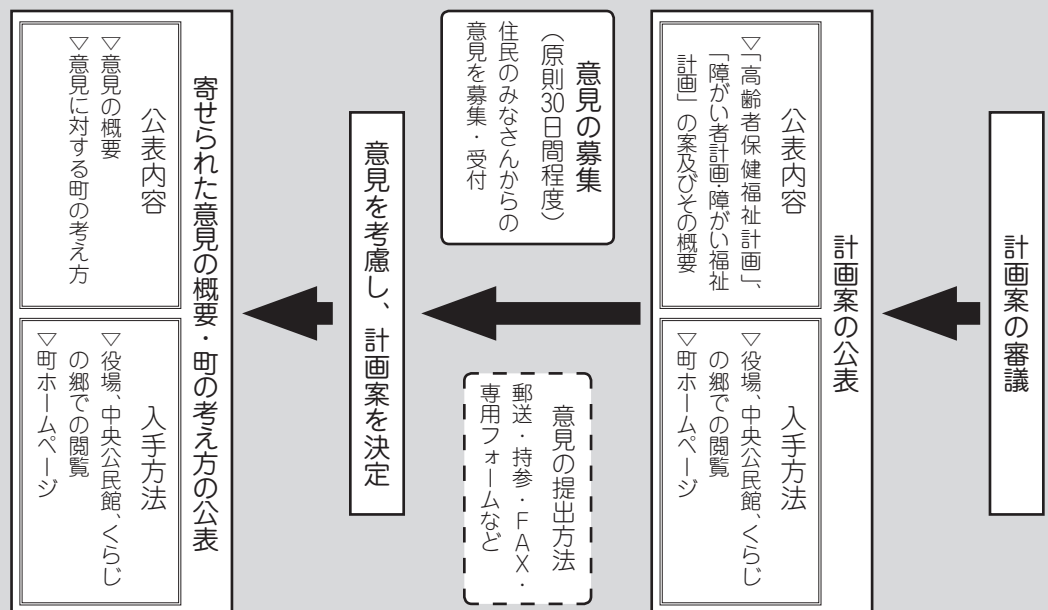 計画案の審議
計画案の公表
公表内容
▽「高齢者保健福祉計画」、
「障がい者計画・障がい福祉
計画」の案及びその概要
入手方法
▽役場、中央公民館、くらじ
の郷での閲覧
▽町ホームページ
意見の募集
（原則30日間程度）
住民のみなさんからの
意見を募集・受付
意見の提出方法
郵送・持参・FAX・
専用フォームなど
意見を考慮し、計画案を決定
寄せられた意見の概要・町の考え方の公表
公表内容
▽意見の概要
▽意見に対する町の考え方
入手方法
▽役場、中央公民館、くらじ
の郷での閲覧
▽町ホームページ